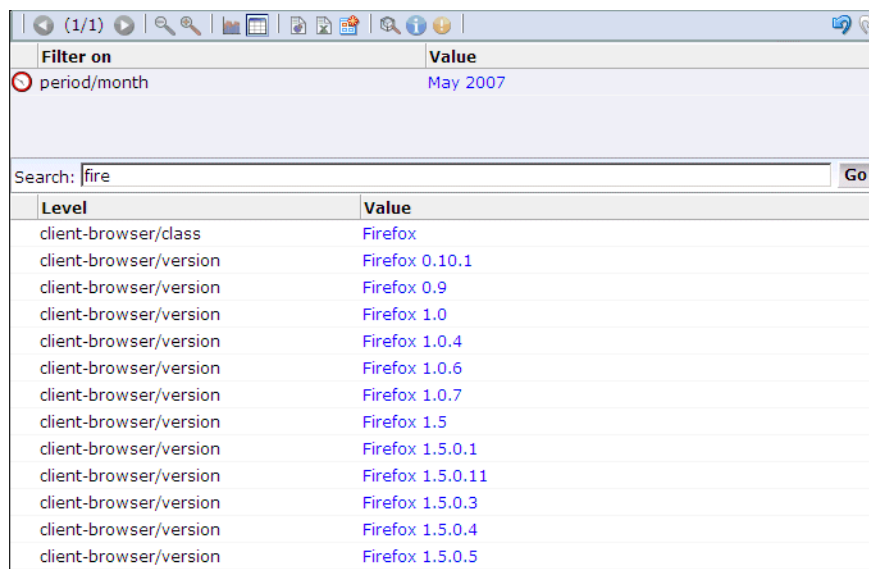 (1/1)
Filter on Value
period/month May 2007
Search: fire Go
Level Value
client-browser/class Firefox
client-browser/version Firefox 0.10.1
client-browser/version Firefox 0.9
client-browser/version Firefox 1.0
client-browser/version Firefox 1.0.4
client-browser/version Firefox 1.0.6
client-browser/version Firefox 1.0.7
client-browser/version Firefox 1.5
client-browser/version Firefox 1.5.0.1
client-browser/version Firefox 1.5.0.11
client-browser/version Firefox 1.5.0.3
client-browser/version Firefox 1.5.0.4
client-browser/version Firefox 1.5.0.5